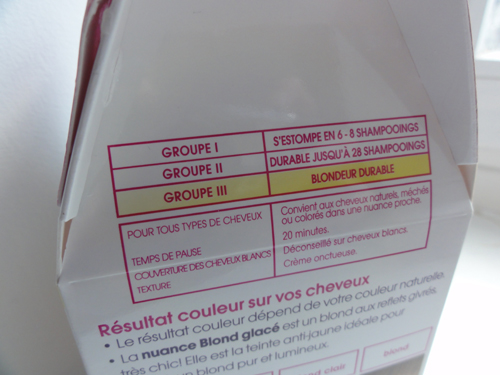 GROUPE I S'ESTOMPE EN 6 - 8 SHAMPOOINGS
GROUPE II DURABLE JUSQU'À 28 SHAMPOOINGS
GROUPE III BLONDEUR DURABLE
POUR TOUS TYPES DE CHEVEUX Convient aux cheveux naturels, méchés
ou colorés dans une nuance proche.
TEMPS DE PAUSE 20 minutes.
COUVERTURE DES CHEVEUX BLANCS Déconseillé sur cheveux blancs.
TEXTURE Crème onctueuse.
Résultat couleur sur vos cheveux
• Le résultat couleur dépend de votre couleur naturelle.
• La nuance Blond glacé est un blond aux reflets givrés,
très chic! Elle est la teinte anti-jaune idéale pour
un blond pur et lumineux.
clair blond